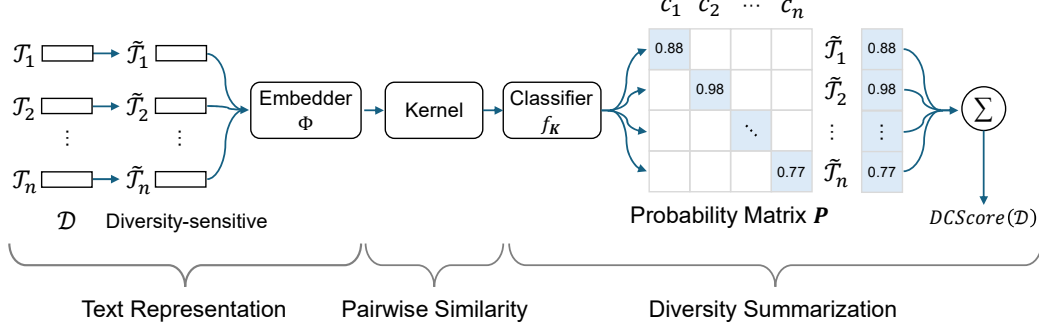 c₁ c₂ ⋯ cₙ
𝒯₁ 𝒯̃₁
𝒯₂ 𝒯̃₂
⋮ ⋮
𝒯ₙ 𝒯̃ₙ
𝒟 Diversity-sensitive
Embedder
Φ
Kernel
Classifier
f_K
0.88
0.98
⋱
0.77
𝒯̃₁ 0.88
𝒯̃₂ 0.98
⋮ ⋮
𝒯̃ₙ 0.77
Probability Matrix P
∑
DCScore(𝒟)
Text Representation
Pairwise Similarity
Diversity Summarization